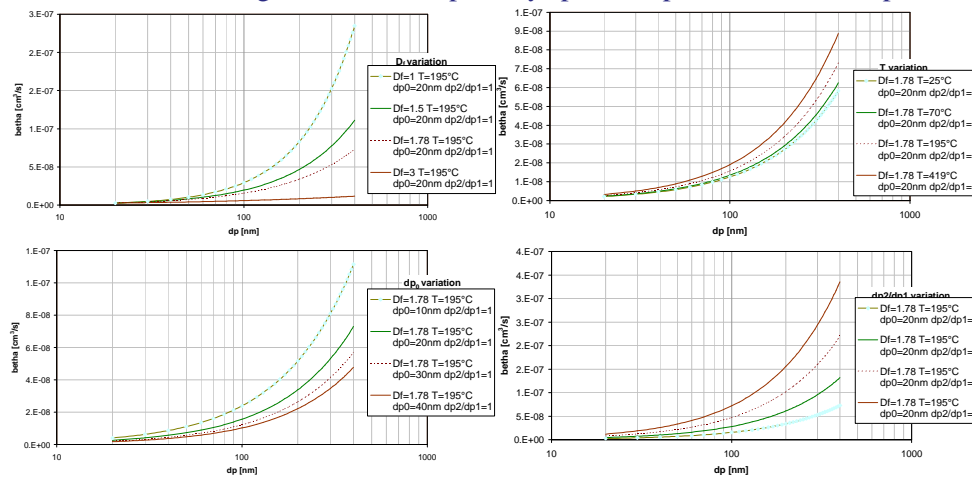 3.E-07
3.E-07
2.E-07
2.E-07
1.E-07
5.E-08
0.E+00
betha [cm³/s]
10
100
1000
dp [nm]
Df variation
Df=1 T=195°C
dp0=20nm dp2/dp1=1
Df=1.5 T=195°C
dp0=20nm dp2/dp1=1
Df=1.78 T=195°C
dp0=20nm dp2/dp1=1
Df=3 T=195°C
dp0=20nm dp2/dp1=1
1.E-07
9.E-08
8.E-08
7.E-08
6.E-08
5.E-08
4.E-08
3.E-08
2.E-08
1.E-08
0.E+00
betha [cm³/s]
10
100
1000
dp [nm]
T variation
Df=1.78 T=25°C
dp0=20nm dp2/dp1=
Df=1.78 T=70°C
dp0=20nm dp2/dp1=
Df=1.78 T=195°C
dp0=20nm dp2/dp1=
Df=1.78 T=419°C
dp0=20nm dp2/dp1=
1.E-07
1.E-07
8.E-08
6.E-08
4.E-08
2.E-08
0.E+00
betha [cm³/s]
10
100
1000
dp [nm]
dp₀ variation
Df=1.78 T=195°C
dp0=10nm dp2/dp1=1
Df=1.78 T=195°C
dp0=20nm dp2/dp1=1
Df=1.78 T=195°C
dp0=30nm dp2/dp1=1
Df=1.78 T=195°C
dp0=40nm dp2/dp1=1
4.E-07
4.E-07
3.E-07
3.E-07
2.E-07
2.E-07
1.E-07
5.E-08
0.E+00
betha [cm³/s]
10
100
1000
dp [nm]
dp2/dp1 variation
Df=1.78 T=195°C
dp0=20nm dp2/dp1=
Df=1.78 T=195°C
dp0=20nm dp2/dp1=
Df=1.78 T=195°C
dp0=20nm dp2/dp1=
Df=1.78 T=195°C
dp0=20nm dp2/dp1=